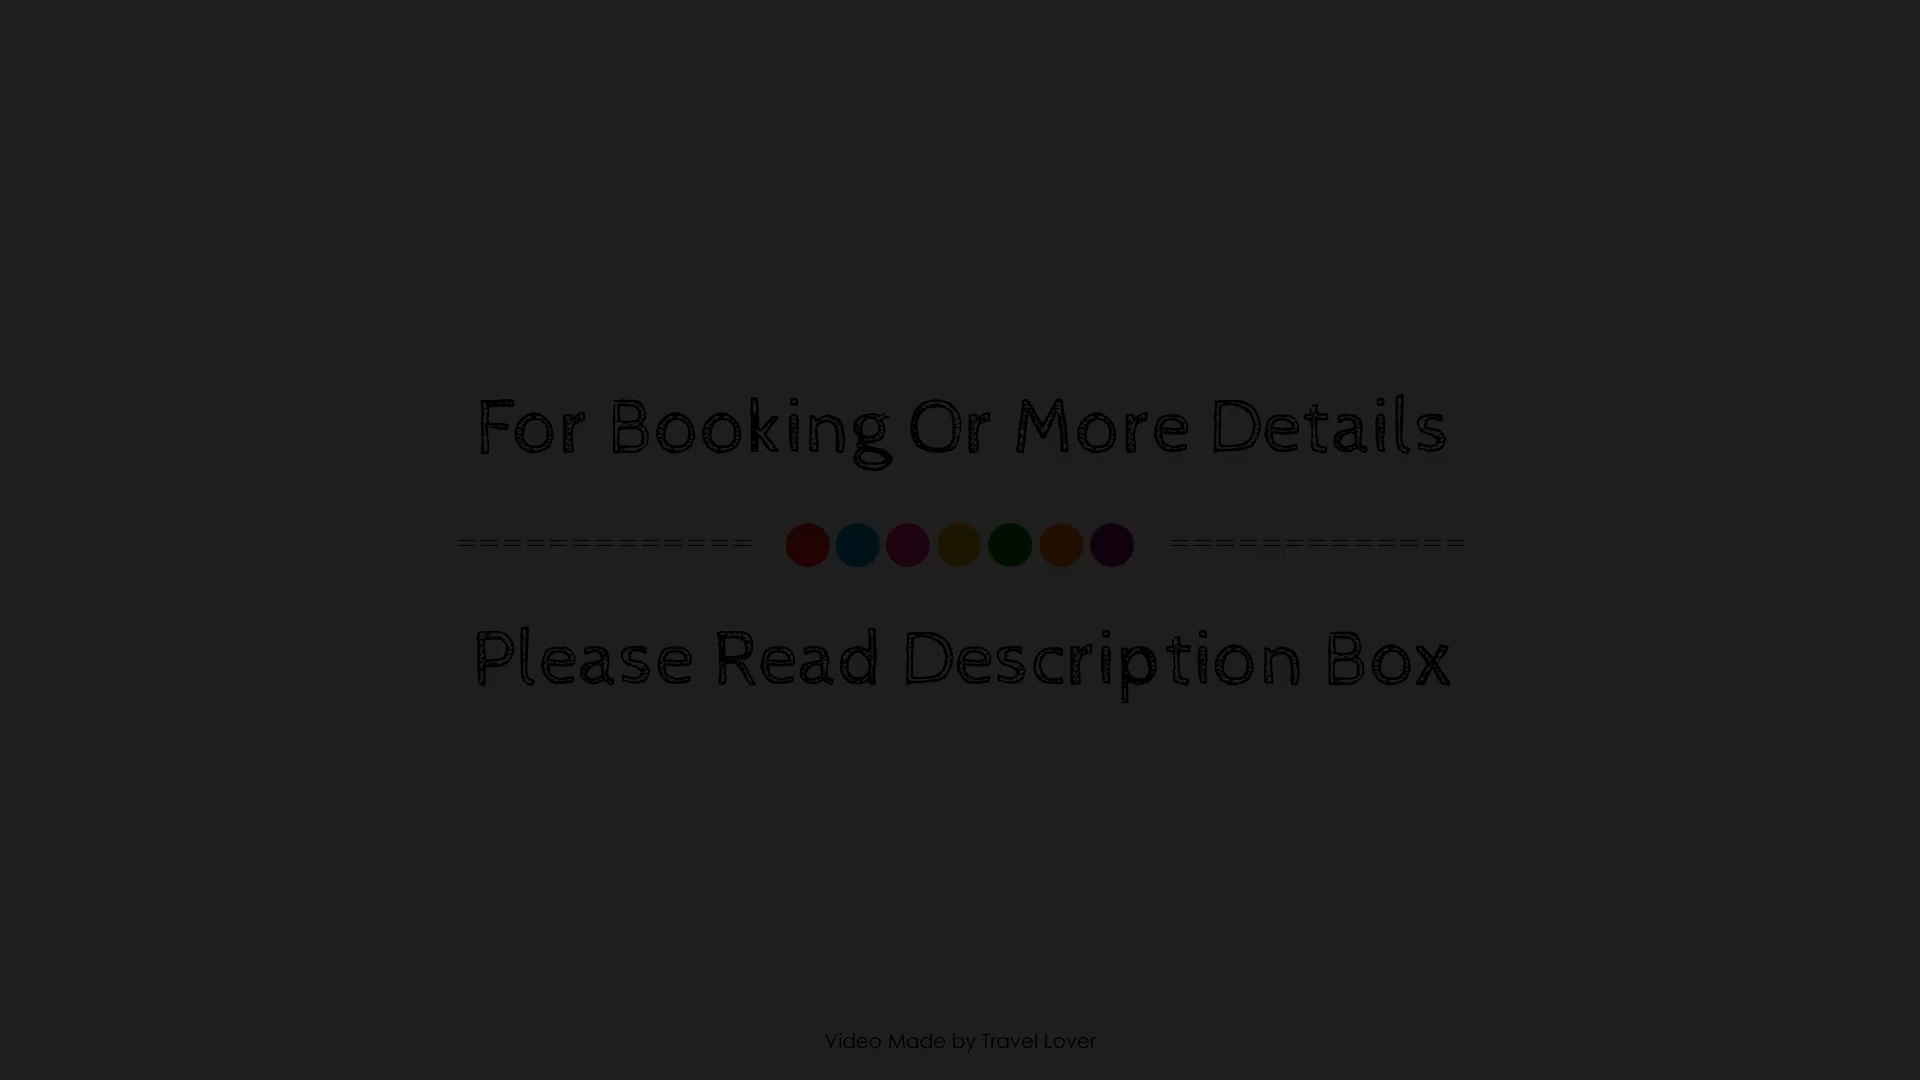 For Booking Or More Details
============= =============
Please Read Description Box
Video Made by Travel Lover